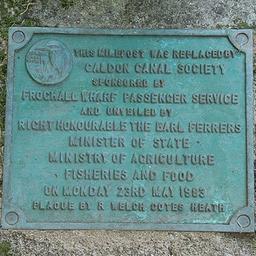 THIS MILEPOST WAS REPLACED BY
CALDON CANAL SOCIETY
SPONSORED BY
FROGHALL WHARF PASSENGER SERVICE
AND UNVEILED BY
RIGHT HONOURABLE THE EARL FERRERS
MINISTER OF STATE
MINISTRY OF AGRICULTURE
FISHERIES AND FOOD
ON MONDAY 23RD MAY 1983
PLAQUE BY R WELCH COTES HEATH